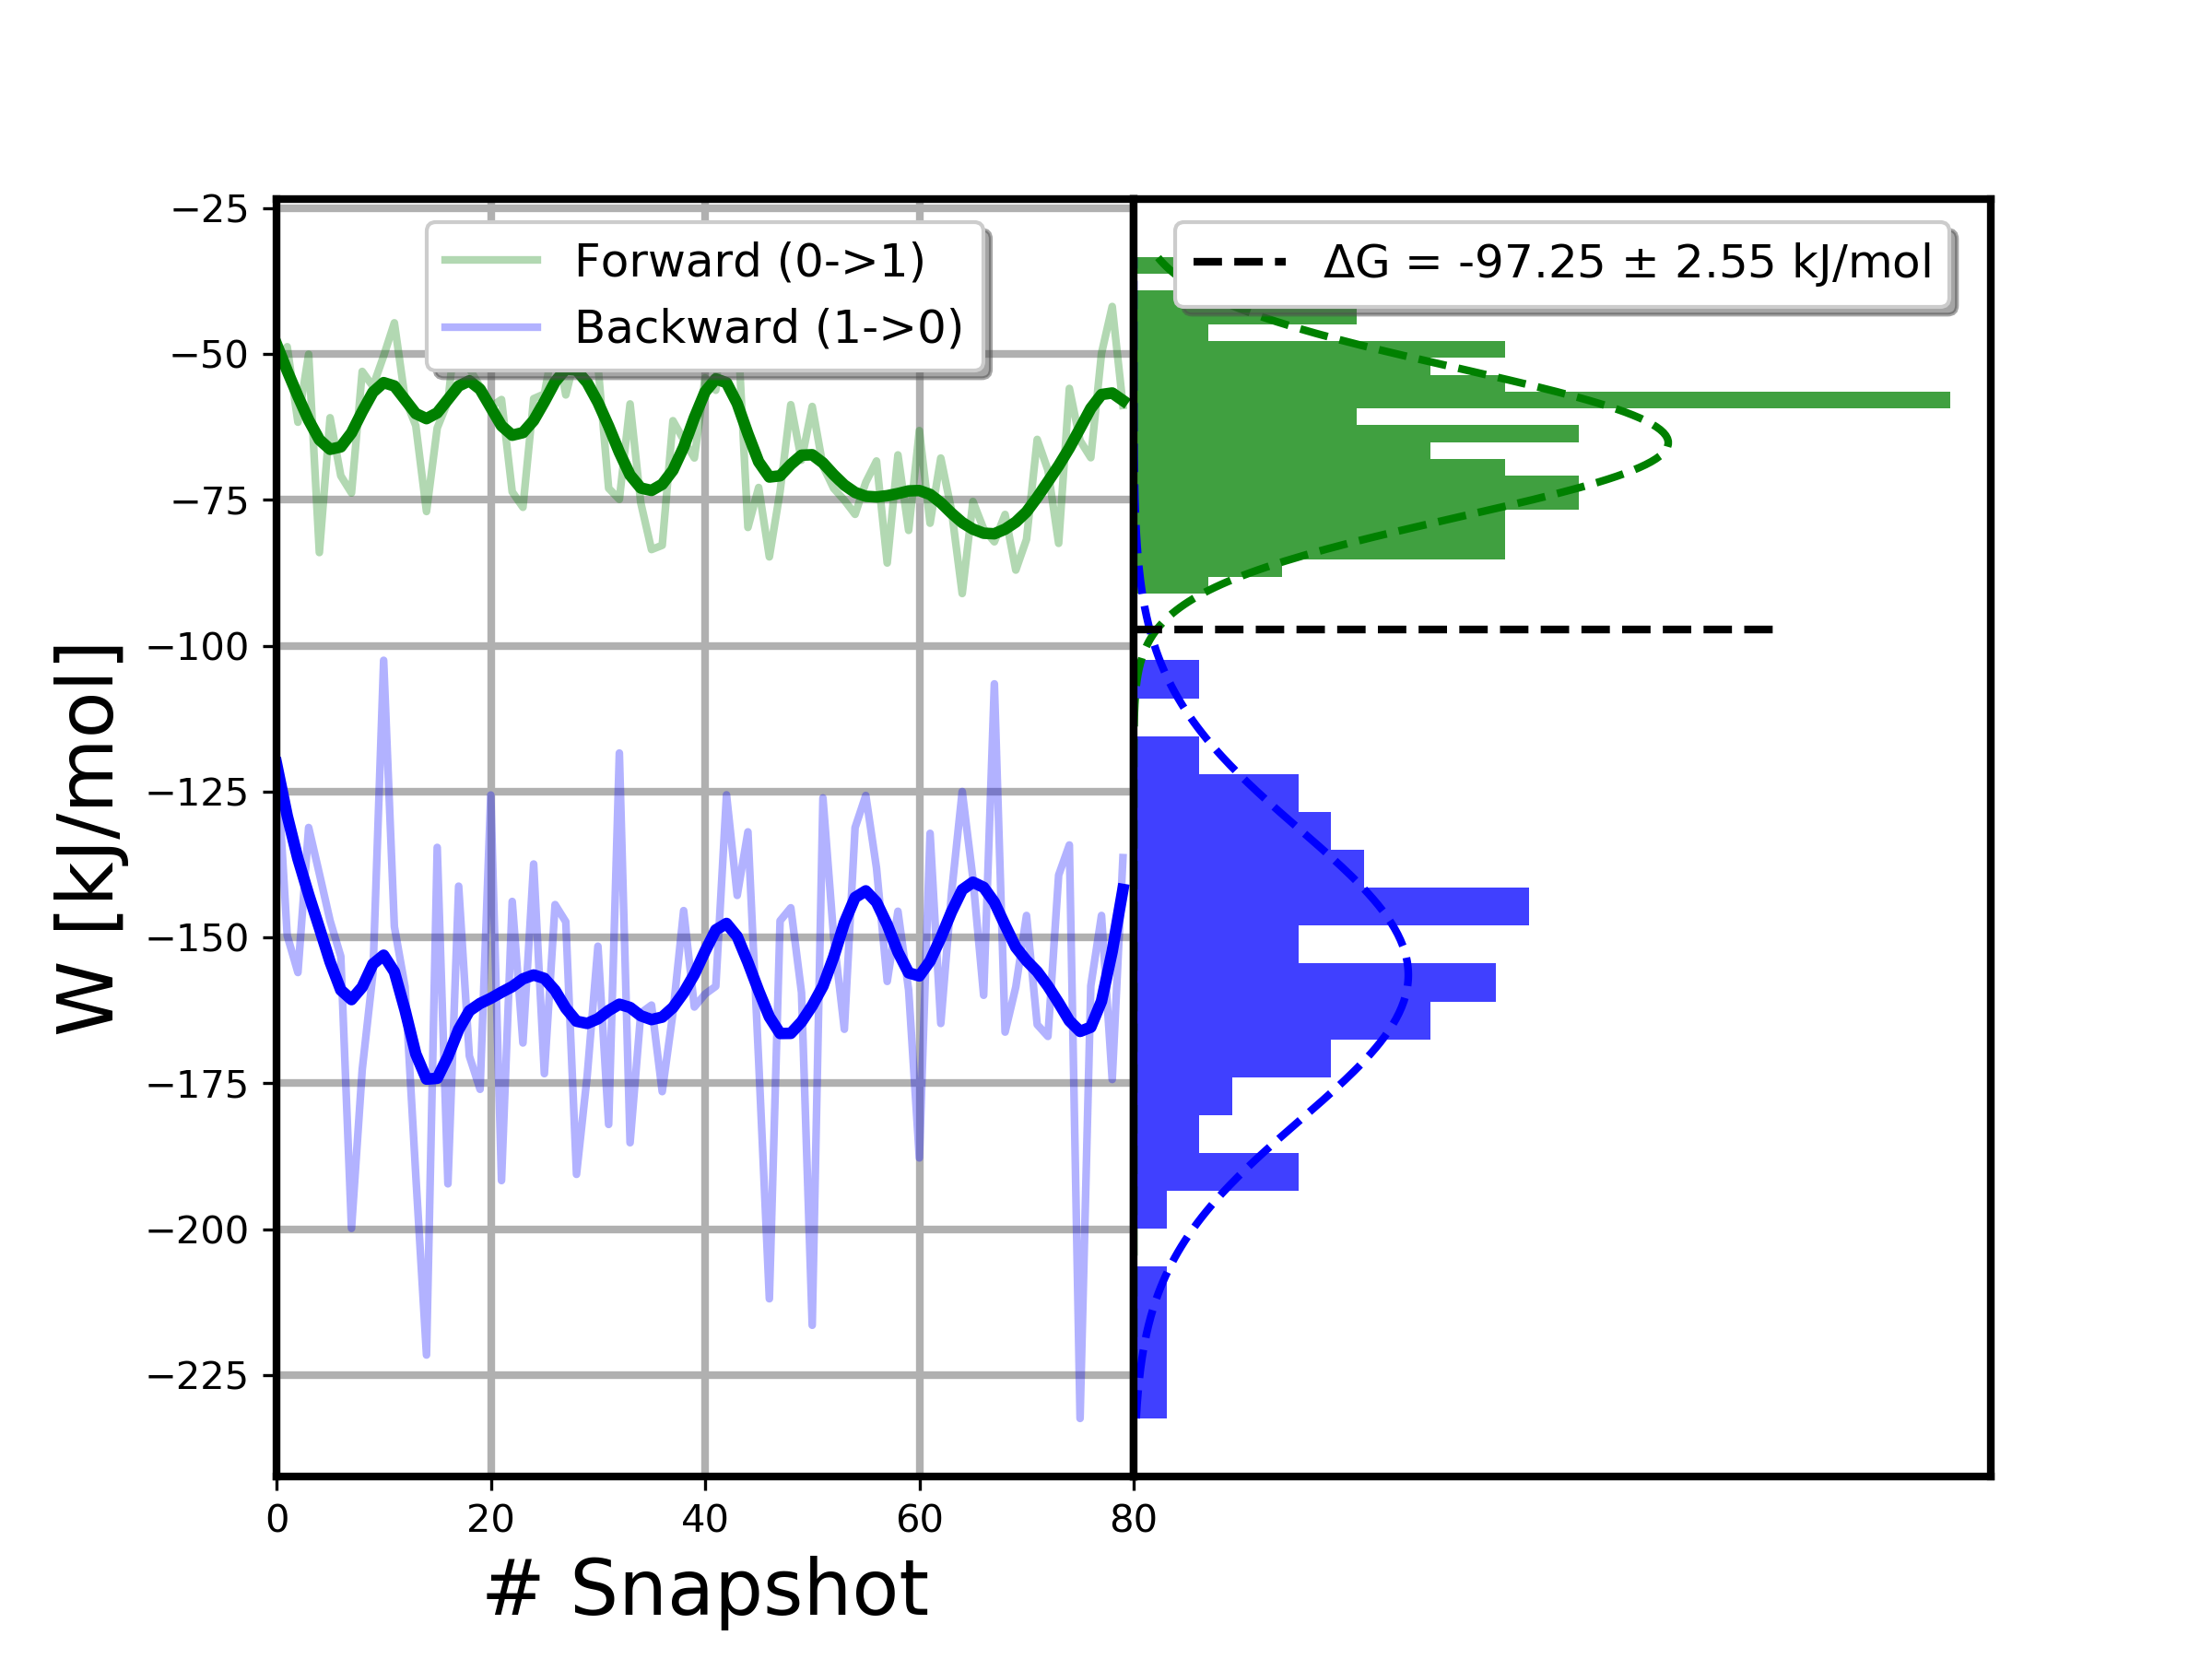 Forward (0->1)
Backward (1->0)
ΔG = -97.25 ± 2.55 kJ/mol
W [kJ/mol]
−25
−50
−75
−100
−125
−150
−175
−200
−225
0 20 40 60 80
# Snapshot